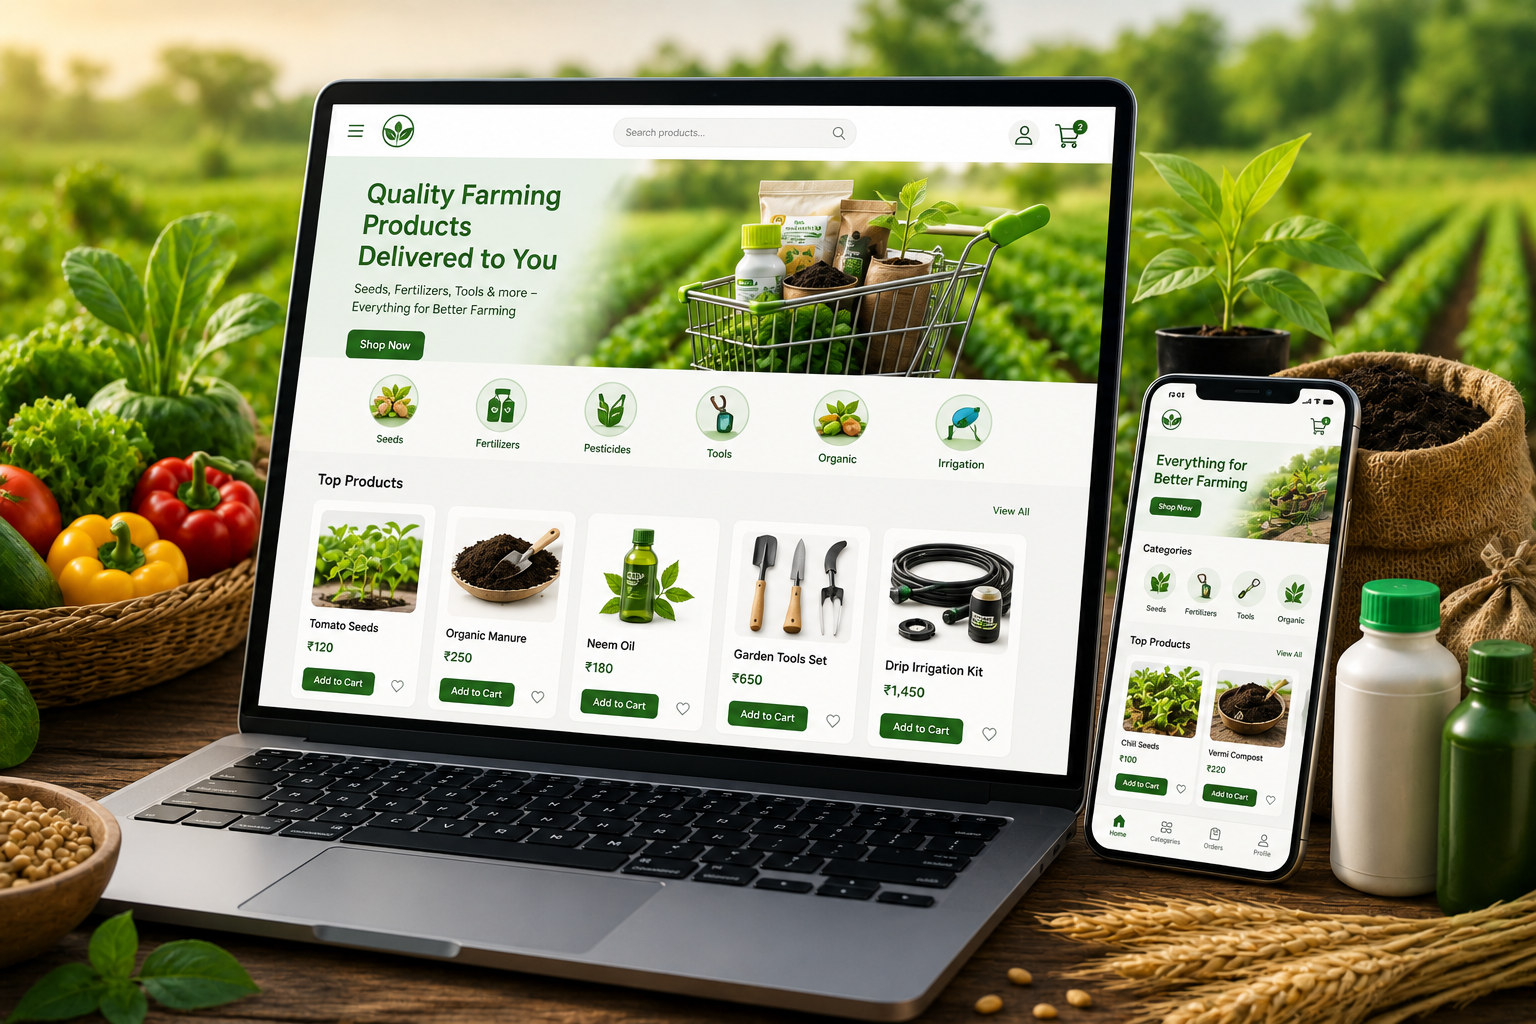 Search products...
2
Quality Farming
Products
Delivered to You
Seeds, Fertilizers, Tools & more –
Everything for Better Farming
Shop Now
Seeds
Fertilizers
Pesticides
Tools
Organic
Irrigation
Top Products
View All
Tomato Seeds
₹120
Add to Cart
Organic Manure
₹250
Add to Cart
Neem Oil
₹180
Add to Cart
Garden Tools Set
₹650
Add to Cart
Drip Irrigation Kit
₹1,450
Add to Cart
Everything for
Better Farming
Shop Now
Categories
Seeds
Fertilizers
Tools
Organic
Top Products
View All
Chili Seeds
₹100
Add to Cart
Vermi Compost
₹220
Add to Cart
Home
Categories
Orders
Profile